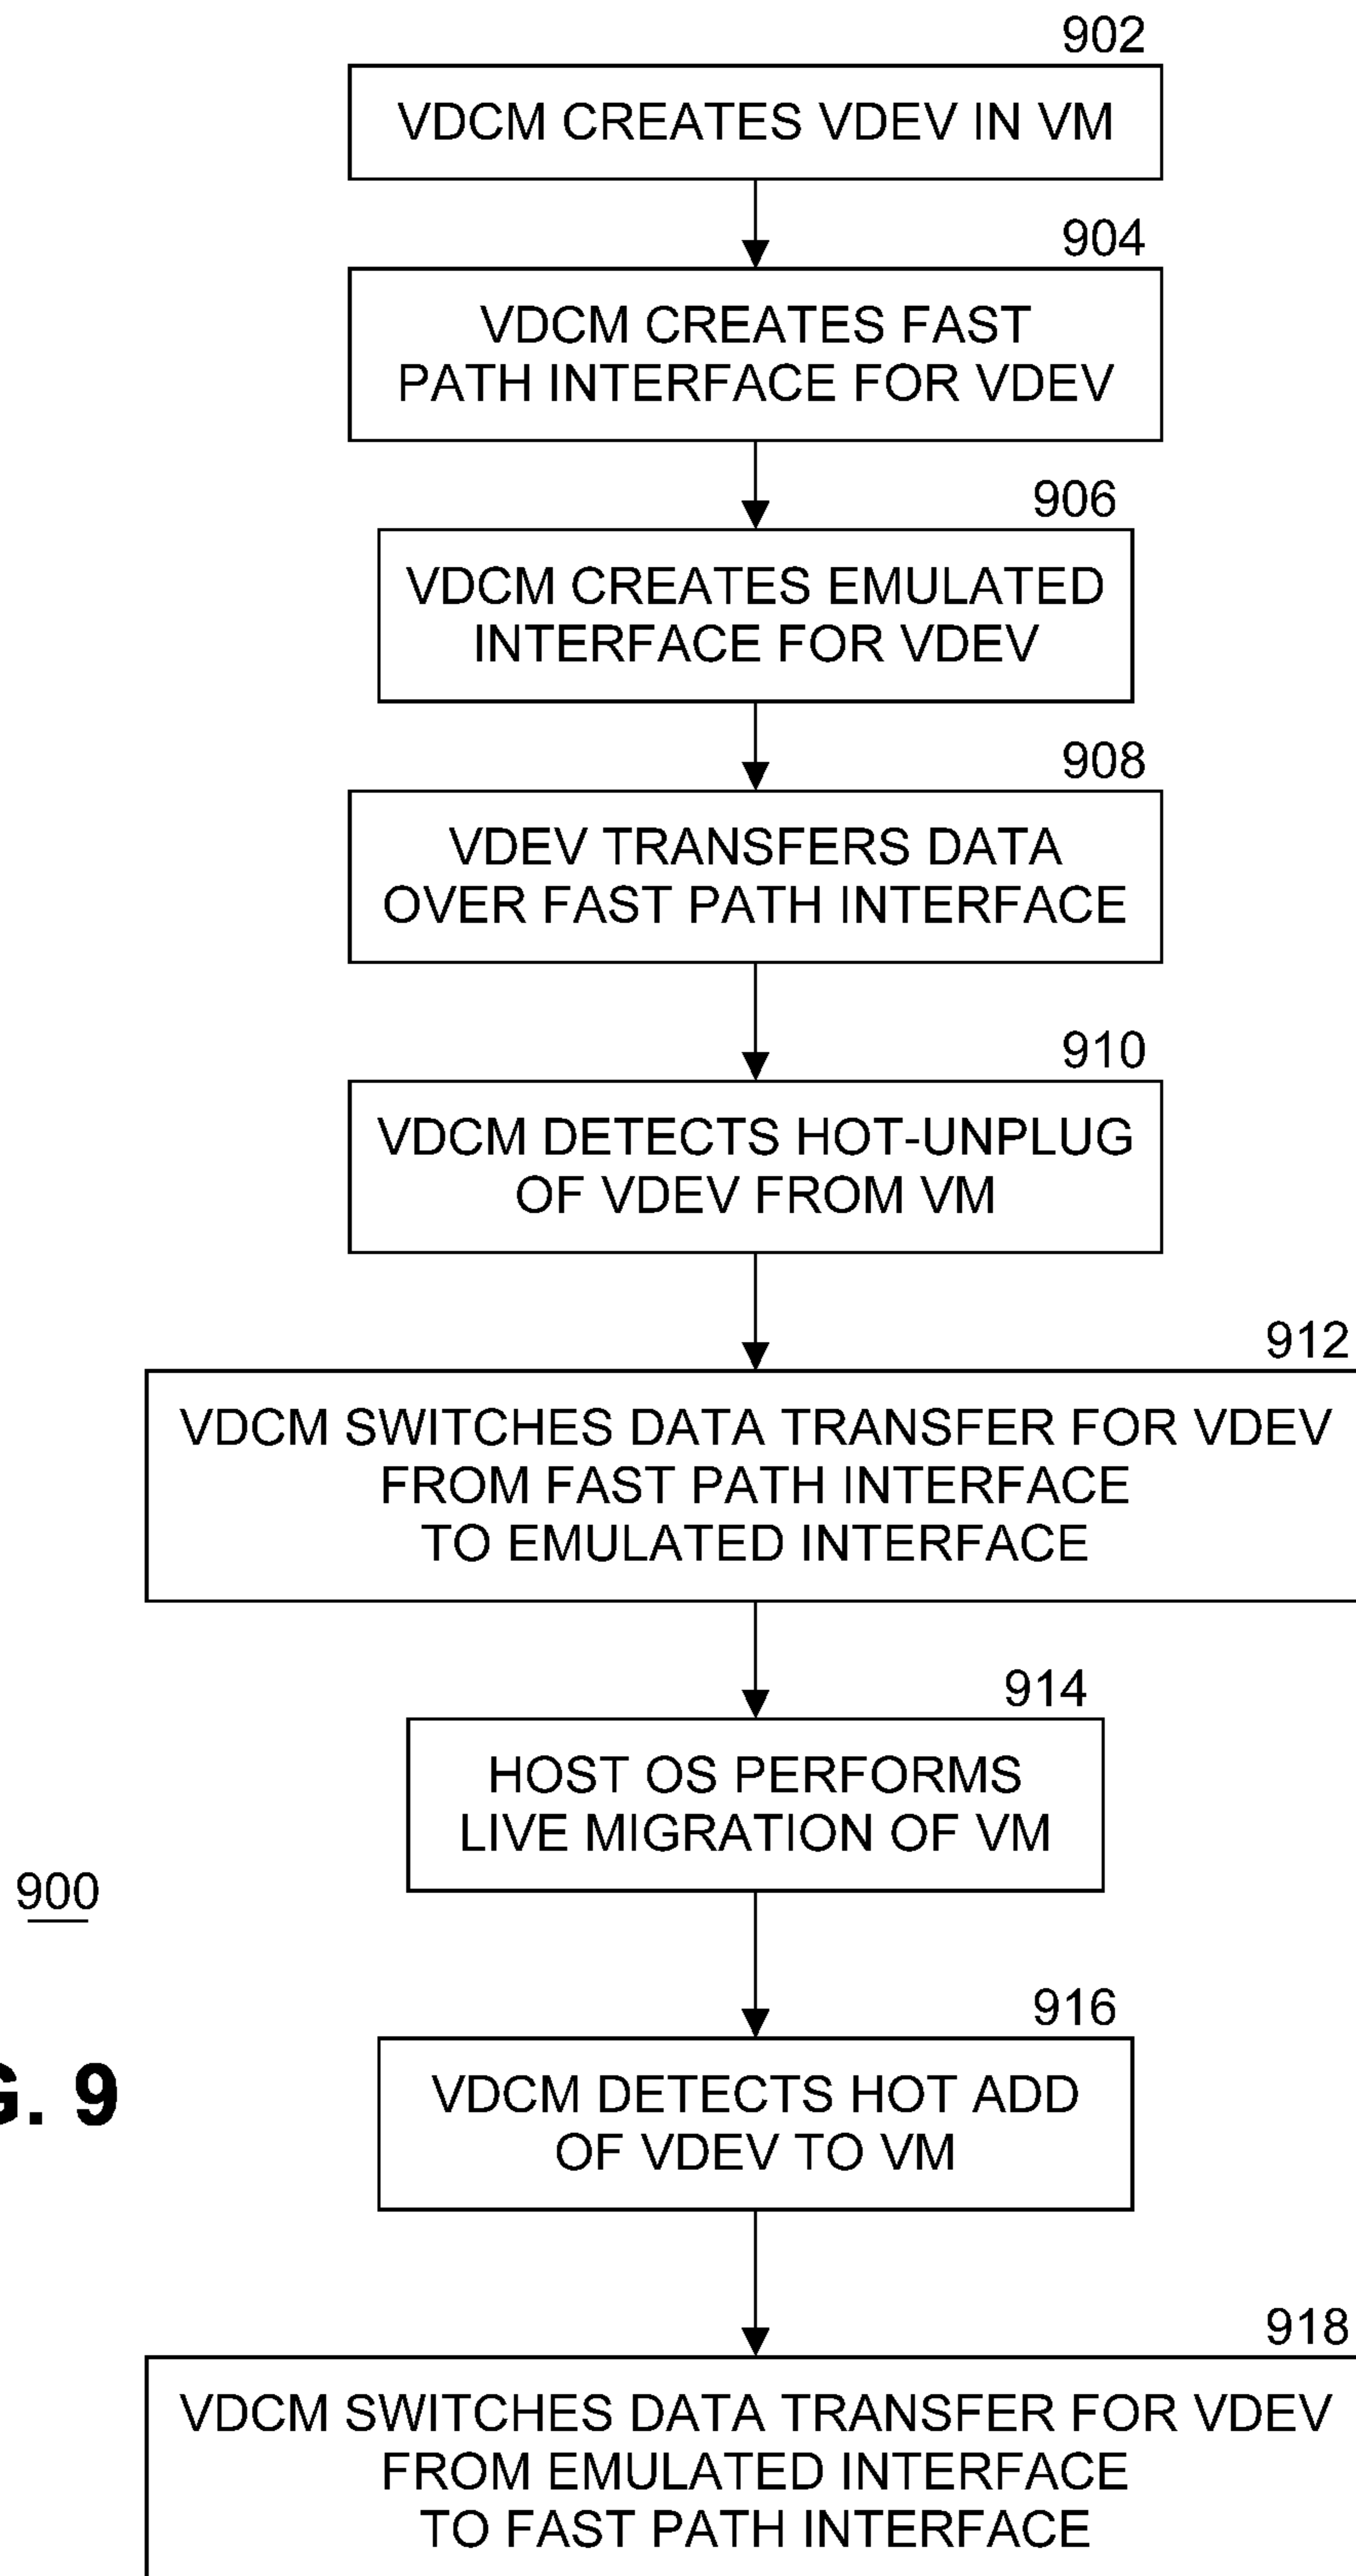 902
VDCM CREATES VDEV IN VM
904
VDCM CREATES FAST
PATH INTERFACE FOR VDEV
906
VDCM CREATES EMULATED
INTERFACE FOR VDEV
908
VDEV TRANSFERS DATA
OVER FAST PATH INTERFACE
910
VDCM DETECTS HOT-UNPLUG
OF VDEV FROM VM
912
VDCM SWITCHES DATA TRANSFER FOR VDEV
FROM FAST PATH INTERFACE
TO EMULATED INTERFACE
914
HOST OS PERFORMS
LIVE MIGRATION OF VM
900
916
VDCM DETECTS HOT ADD
OF VDEV TO VM
G. 9
918
VDCM SWITCHES DATA TRANSFER FOR VDEV
FROM EMULATED INTERFACE
TO FAST PATH INTERFACE